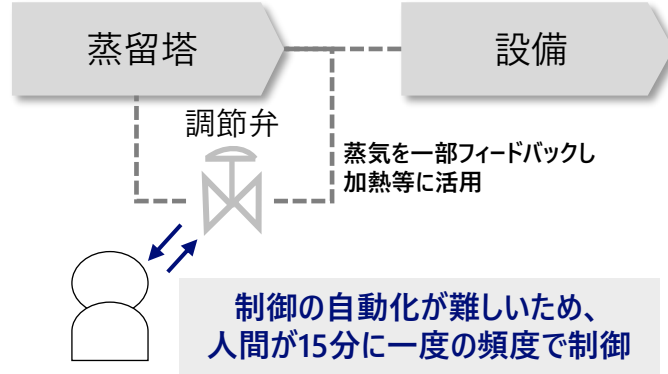 蒸留塔
設備
調節弁
蒸気を一部フィードバックし
加熱等に活用
制御の自動化が難しいため、
人間が15分に一度の頻度で制御